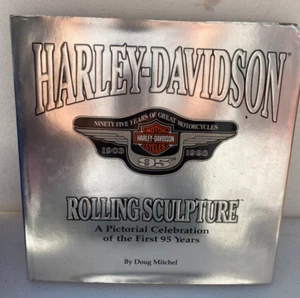 HARLEY-DAVIDSON
NINETY-FIVE YEARS OF GREAT MOTORCYCLES
MOTOR
HARLEY-DAVIDSON
CYCLES
1903 1998
95TH
ROLLING SCULPTURE
A Pictorial Celebration
of the First 95 Years
By Doug Mitchel